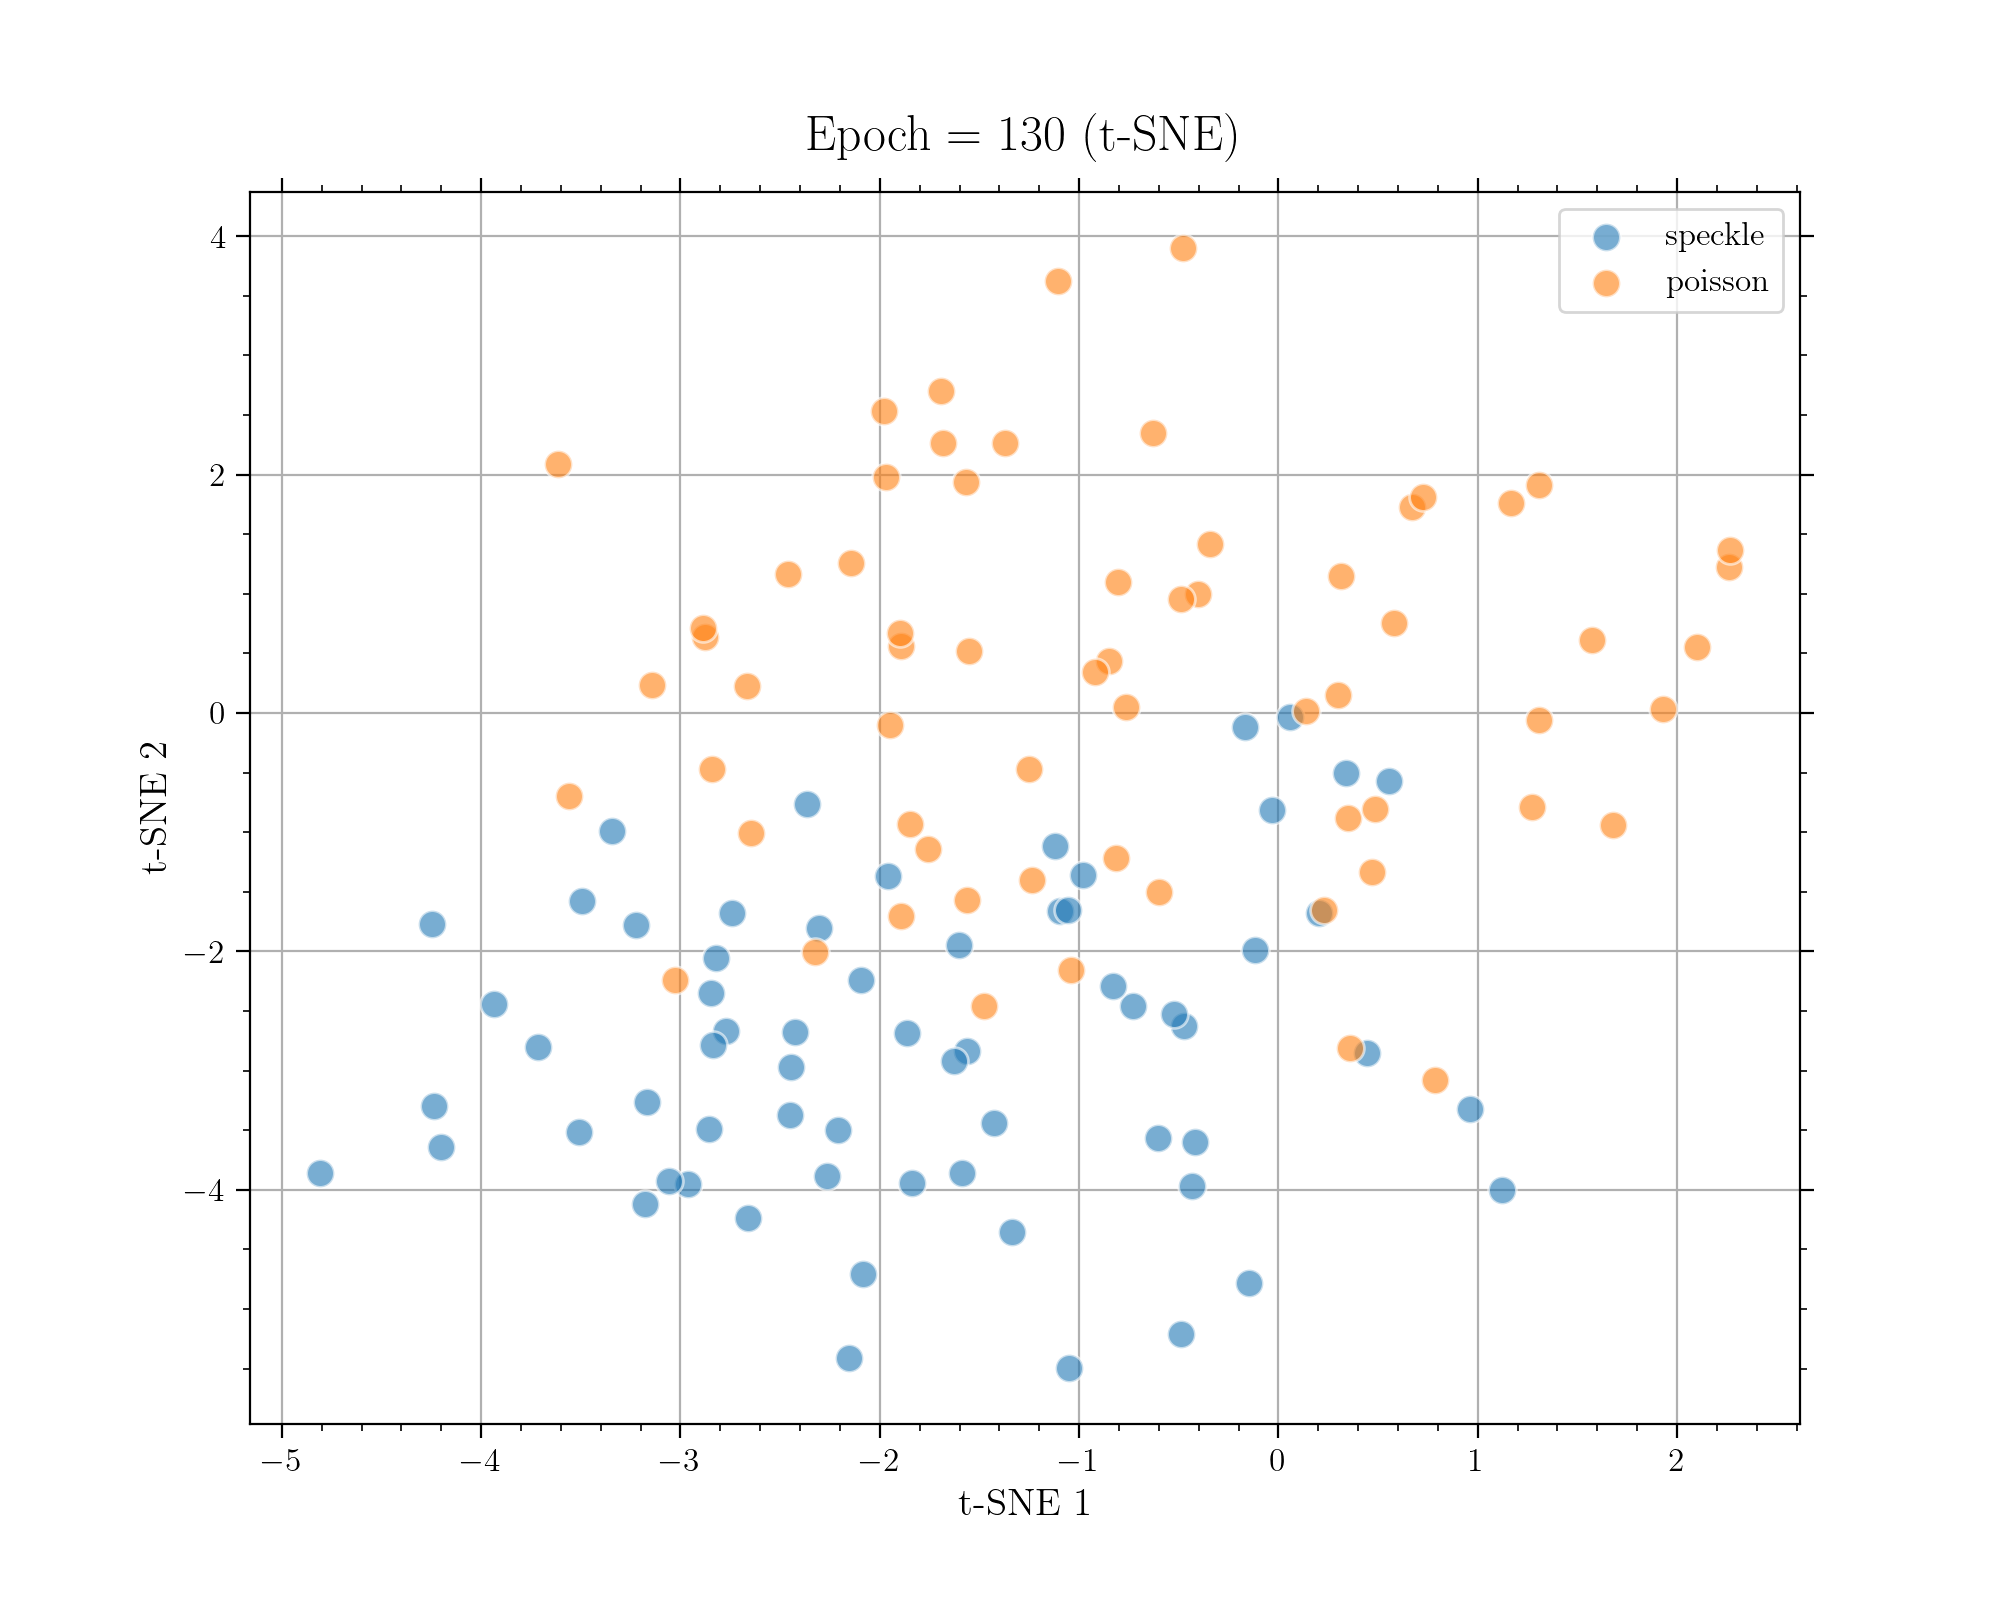 Epoch = 130 (t-SNE)
speckle
poisson
4
2
0
−2
−4
t-SNE 2
−5 −4 −3 −2 −1 0 1 2
t-SNE 1